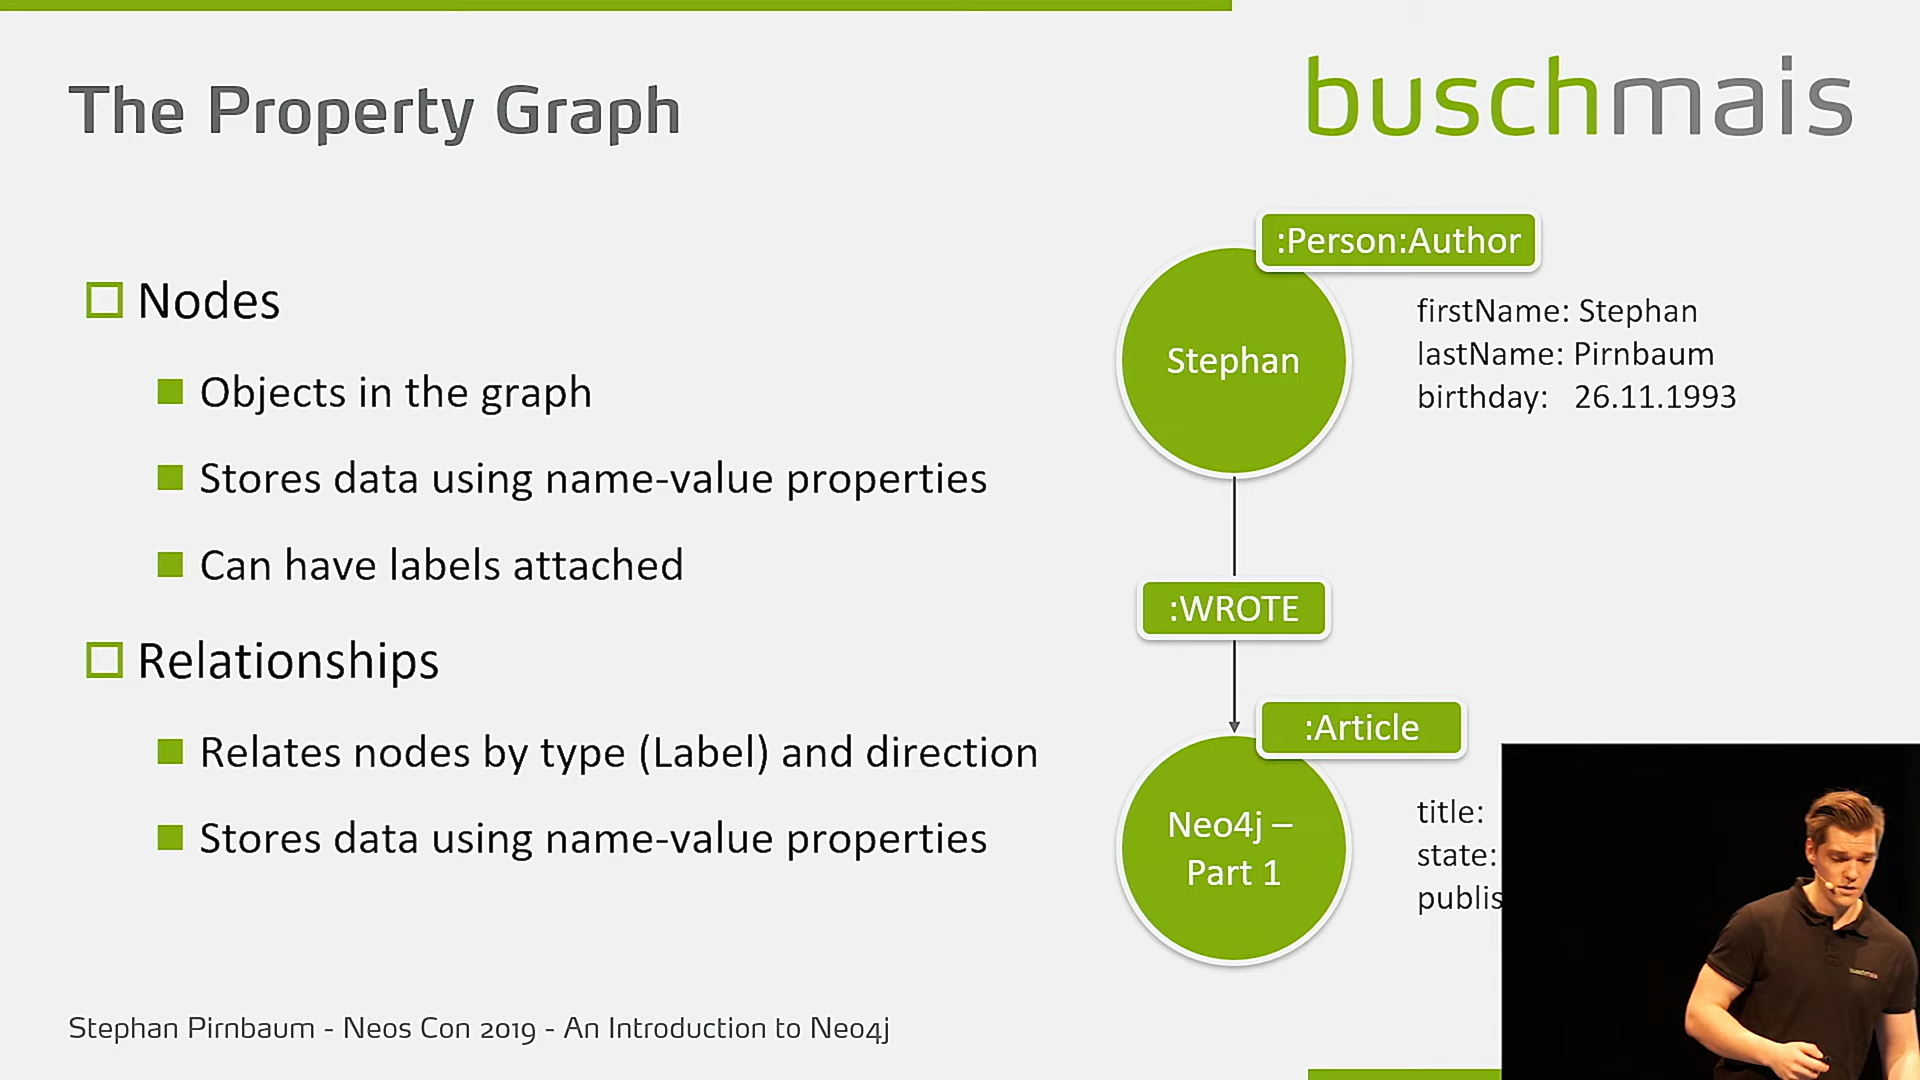 The Property Graph
buschmais
Nodes
Objects in the graph
Stores data using name-value properties
Can have labels attached
Relationships
Relates nodes by type (Label) and direction
Stores data using name-value properties
:Person:Author
Stephan
firstName: Stephan
lastName: Pirnbaum
birthday: 26.11.1993
:WROTE
:Article
Neo4j –
Part 1
title:
state:
Stephan Pirnbaum - Neos Con 2019 - An Introduction to Neo4j
buschmais